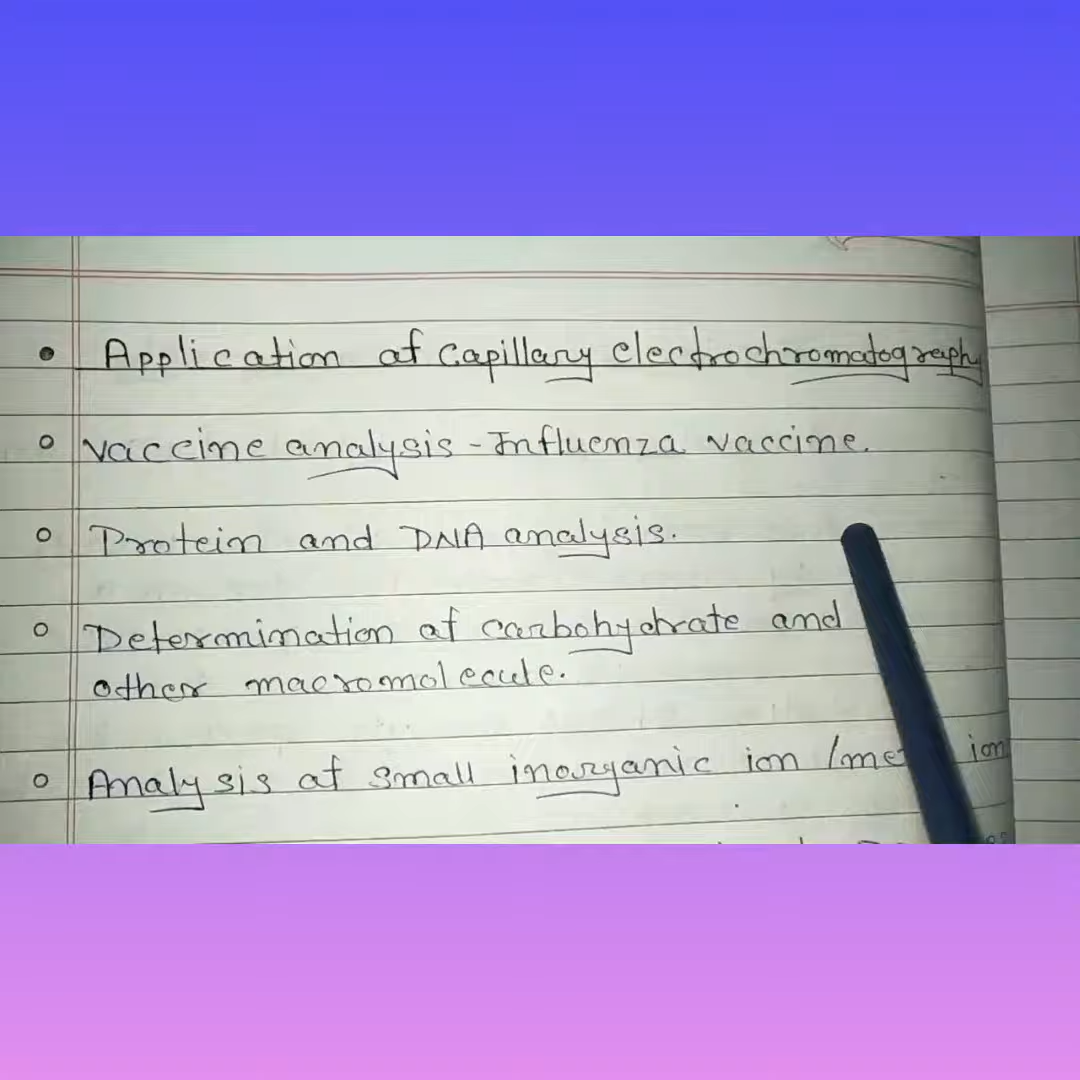 • Application of Capillary electrochromatography
o vaccine analysis - Influenza vaccine.
o Protein and DNA analysis.
o Determination of carbohydrate and
other macromolecule.
o Analysis of small inorganic ion / ion